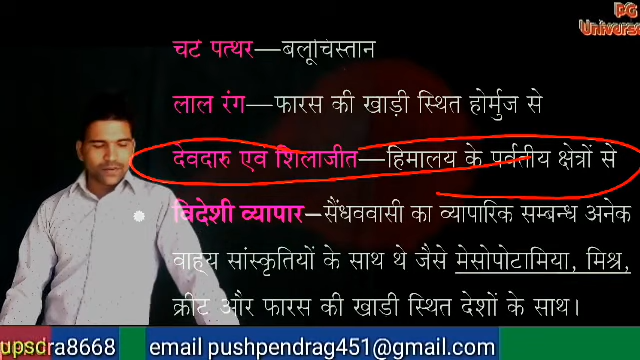 PG
Universe
चर्ट पत्थर—बलूचिस्तान
लाल रंग—फारस की खाड़ी स्थित होर्मुज से
देवदारु एवं शिलाजीत—हिमालय के पर्वतीय क्षेत्रों से
विदेशी व्यापार–सैंधववासी का व्यापारिक सम्बन्ध अनेक
वाह्य सांस्कृतियों के साथ थे जैसे मेसोपोटामिया, मिश्र,
क्रीट और फारस की खाडी स्थित देशों के साथ।
upsdra8668 email pushpendrag451@gmail.com